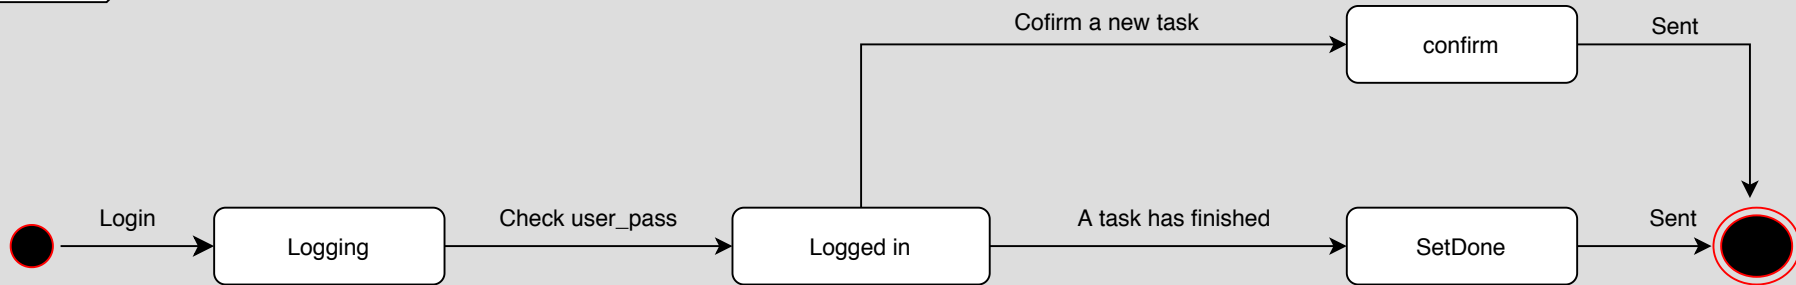 Cofirm a new task
confirm
Sent
Login
Logging
Check user_pass
Logged in
A task has finished
SetDone
Sent